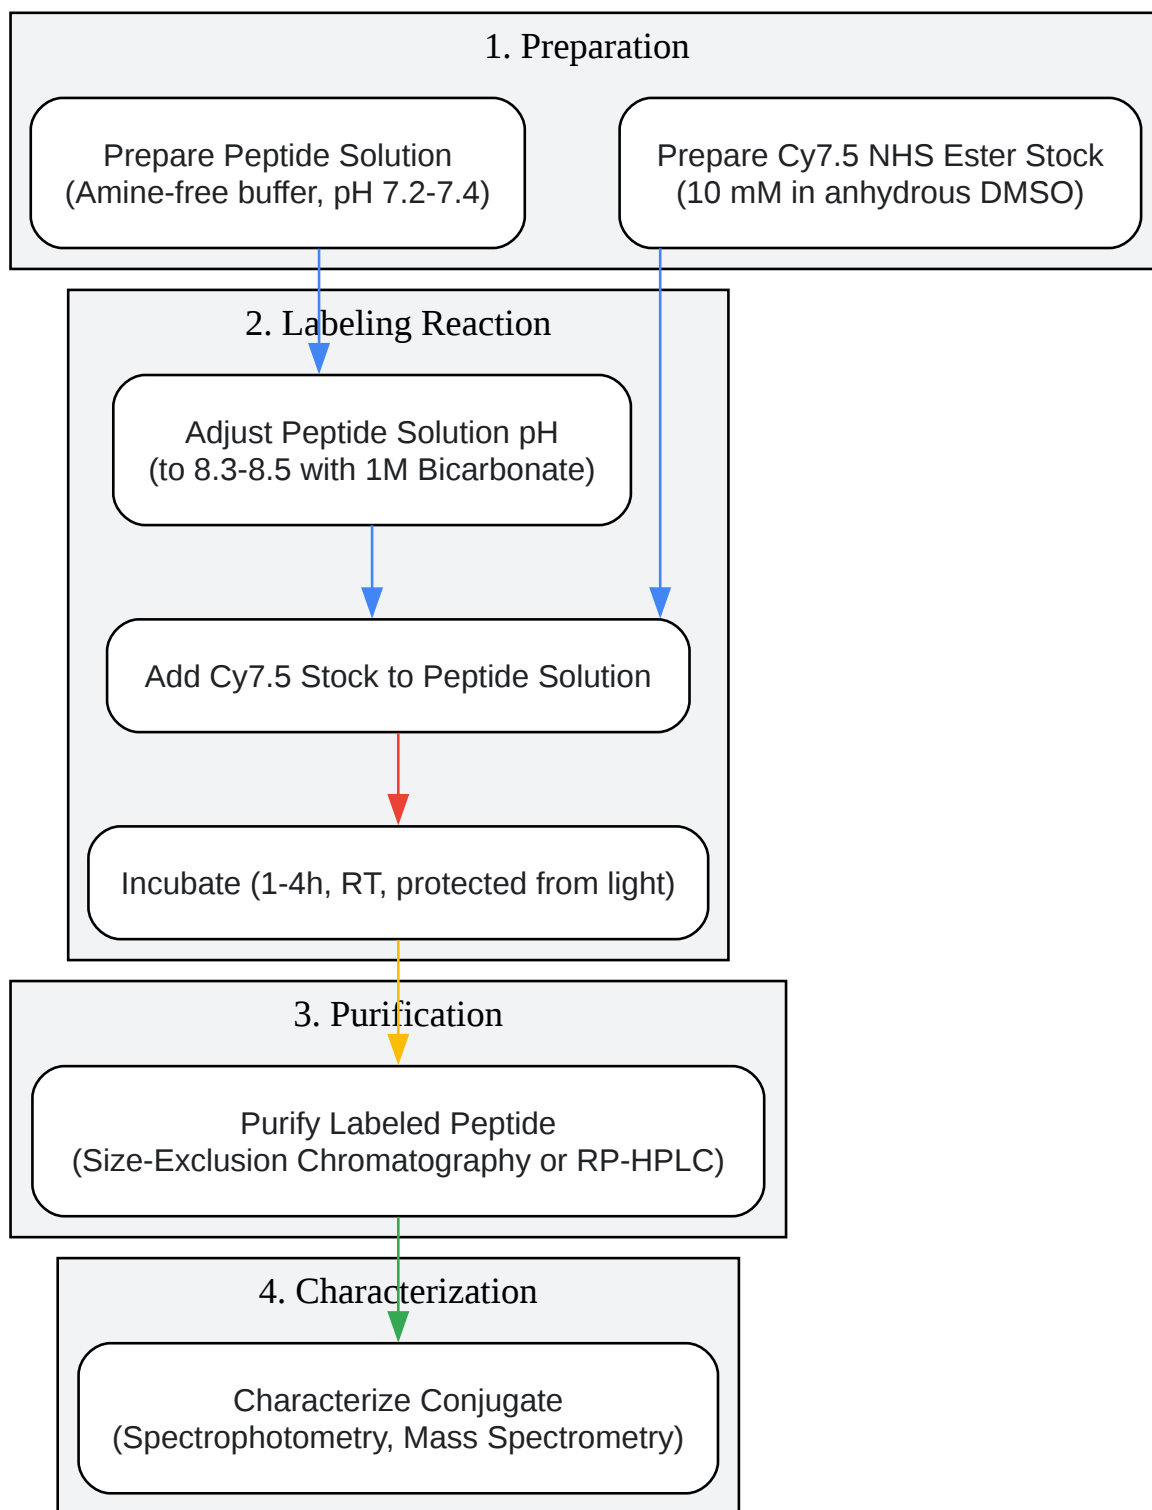 1. Preparation
Prepare Peptide Solution
(Amine-free buffer, pH 7.2-7.4)
Prepare Cy7.5 NHS Ester Stock
(10 mM in anhydrous DMSO)
2. Labeling Reaction
Adjust Peptide Solution pH
(to 8.3-8.5 with 1M Bicarbonate)
Add Cy7.5 Stock to Peptide Solution
Incubate (1-4h, RT, protected from light)
3. Purification
Purify Labeled Peptide
(Size-Exclusion Chromatography or RP-HPLC)
4. Characterization
Characterize Conjugate
(Spectrophotometry, Mass Spectrometry)